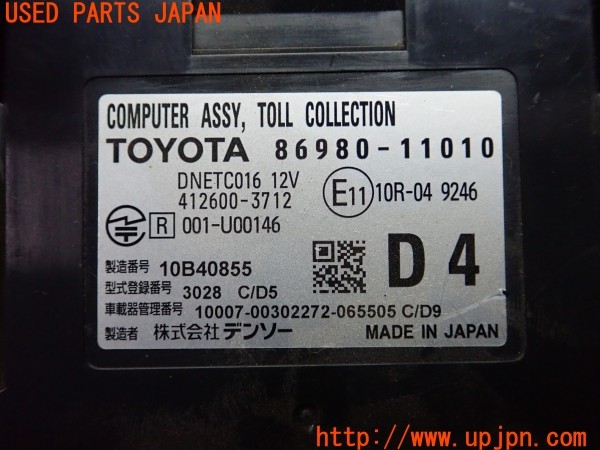 USED PARTS JAPAN
COMPUTER ASSY, TOLL COLLECTION
TOYOTA 86980-11010
DNETC016 12V
412600-3712
E11 10R-04 9246
R 001-U00146
D4
製造番号 10B40855
型式登録番号 3028 C/D5
車載器管理番号 10007-00302272-065505 C/D9
製造者 株式会社デンソー MADE IN JAPAN
http://www.upjpn.com